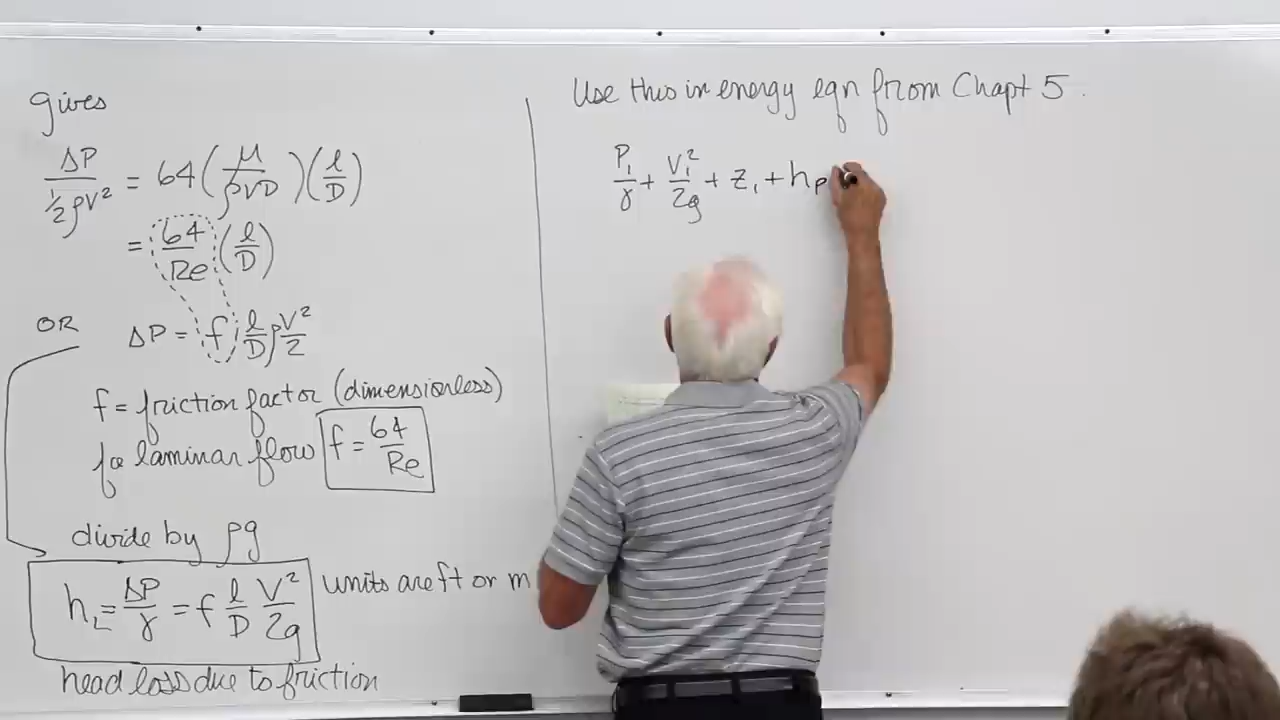 gives
ΔP / ½ρV² = 64 (μ / ρVD) (ℓ / D)
= 64 / Re (ℓ / D)
OR
ΔP = f ℓ/D ρ V²/2
f = friction factor (dimensionless)
for laminar flow f = 64 / Re
divide by ρg
h_L = ΔP / γ = f ℓ/D V²/2g units are ft or m
head loss due to friction
Use this in energy eqn from Chapt 5.
P₁/γ + V₁²/2g + z₁ + h_P